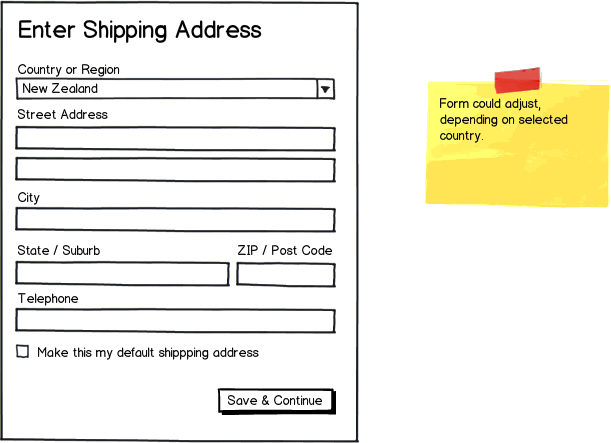 Enter Shipping Address
Country or Region
New Zealand
Street Address
City
State / Suburb
ZIP / Post Code
Telephone
Make this my default shippping address
Save & Continue
Form could adjust,
depending on selected
country.